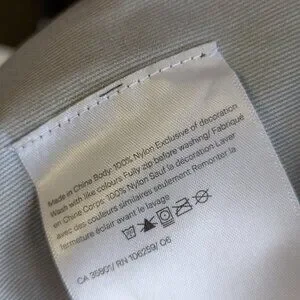 Made in China Body: 100% Nylon Exclusive of decoration
Wash with like colours Fully zip before washing/ Fabriqué
en Chine Corps: 100% Nylon Sauf la décoration Laver
avec des couleurs similaires seulement Remonter la
fermeture éclair avant le lavage
CA 35801/ RN 106259/ 06